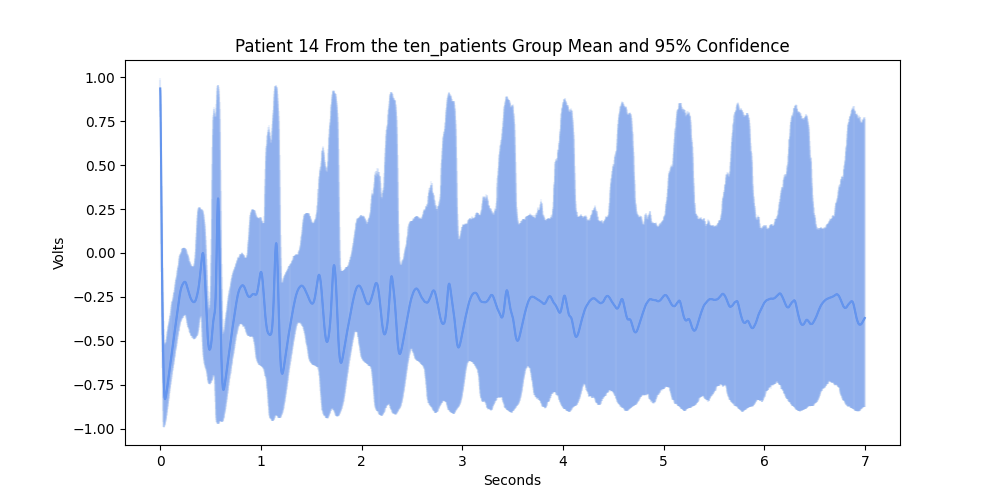 Patient 14 From the ten_patients Group Mean and 95% Confidence
Volts
1.00
0.75
0.50
0.25
0.00
−0.25
−0.50
−0.75
−1.00
0 1 2 3 4 5 6 7
Seconds